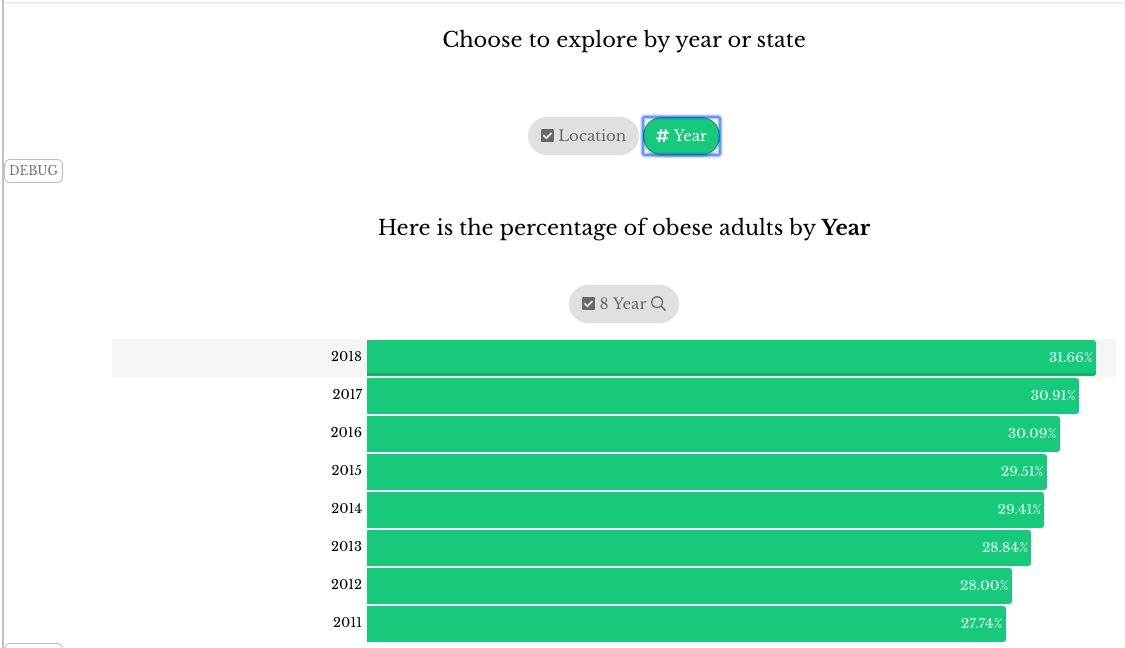 Choose to explore by year or state
Location # Year
DEBUG
Here is the percentage of obese adults by Year
8 Year
2018 31.66%
2017 30.91%
2016 30.09%
2015 29.51%
2014 29.41%
2013 28.84%
2012 28.00%
2011 27.74%